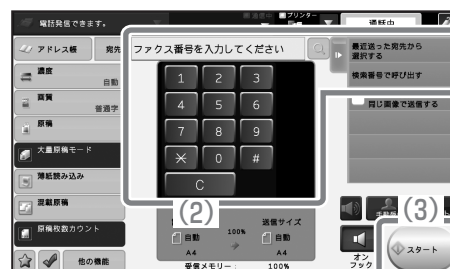 電話発信できます。
送信中
プリンター
通話中
アドレス帳
宛先
ファクス番号を入力してください
最近送った宛先から
選択する
検索番号で呼び出す
同じ画像で送信する
濃度
自動
画質
普通字
原稿
大量原稿モード
薄紙読み込み
混載原稿
原稿枚数カウント
他の機能
1 2 3
4 5 6
7 8 9
0 #
C
(2)
100%
送信サイズ
自動
自動
A4
A4
受信メモリー: 100%
オン
フック
(3)
スタート